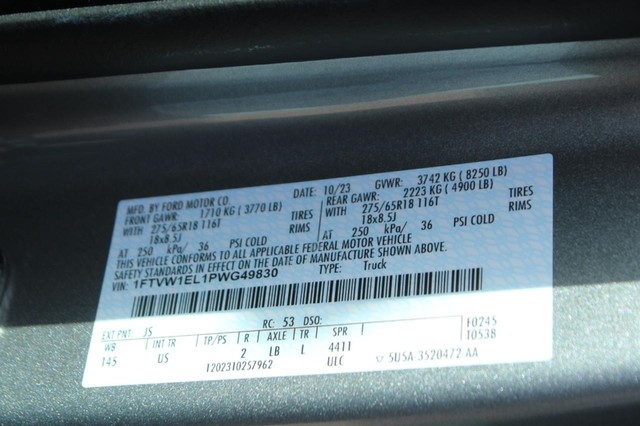 MFD. BY FORD MOTOR CO. DATE: 10/23 GVWR: 3742 KG ( 8250 LB)
FRONT GAWR: 1710 KG ( 3770 LB) REAR GAWR: 2223 KG ( 4900 LB)
WITH 275/65R18 116T TIRES WITH 275/65R18 116T TIRES
18x8.5J RIMS 18x8.5J RIMS
AT 250 kPa/ 36 PSI COLD AT 250 kPa/ 36 PSI COLD
THIS VEHICLE CONFORMS TO ALL APPLICABLE FEDERAL MOTOR VEHICLE
SAFETY STANDARDS IN EFFECT ON THE DATE OF MANUFACTURE SHOWN ABOVE.
VIN: 1FTVW1EL1PWG49830 TYPE: Truck
EXT PNT: JS RC: 53 DSO: F0245
WB INT TR TP/PS R AXLE TR SPR T0538
145 US 2 LB L 4411
1202310257962 ULC 5U5A-3520472 AA